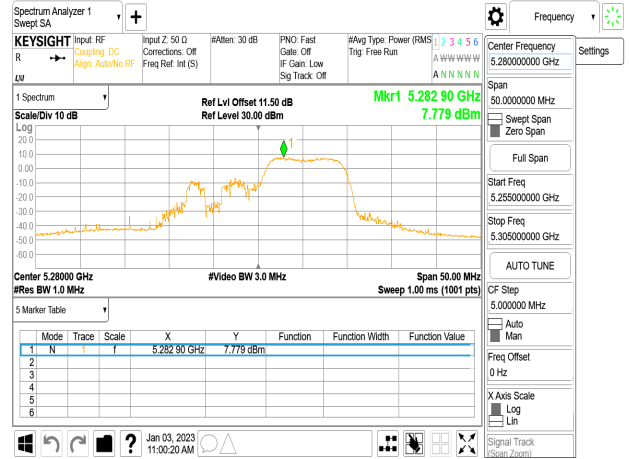 Spectrum Analyzer 1
Swept SA
Frequency
KEYSIGHT
Input: RF
Input Z: 50 Ω
#Atten: 30 dB
PNO: Fast
#Avg Type: Power (RMS
1 2 3 4 5 6
Coupling: DC
Corrections: Off
Gate: Off
Trig: Free Run
R
Align: Auto/No RF
Freq Ref: Int (S)
IF Gain: Low
A W W W W W
Sig Track: Off
A N N N N N
LXI
Center Frequency
5.280000000 GHz
Settings
Span
50.0000000 MHz
Swept Span
Zero Span
Full Span
Start Freq
5.255000000 GHz
Stop Freq
5.305000000 GHz
AUTO TUNE
CF Step
5.000000 MHz
Auto
Man
Freq Offset
0 Hz
X Axis Scale
Log
Lin
Signal Track
(Span Zoom)
1 Spectrum
Ref Lvl Offset 11.50 dB
Mkr1 5.282 90 GHz
Scale/Div 10 dB
Ref Level 30.00 dBm
7.779 dBm
Log
20.0
1
10.0
0.00
-10.0
-20.0
-30.0
-40.0
-50.0
-60.0
Center 5.28000 GHz
#Video BW 3.0 MHz
Span 50.00 MHz
#Res BW 1.0 MHz
Sweep 1.00 ms (1001 pts)
5 Marker Table
Mode Trace Scale X Y Function Function Width Function Value
1 N 1 f 5.282 90 GHz 7.779 dBm
2
3
4
5
6
?
Jan 03, 2023
11:00:20 AM